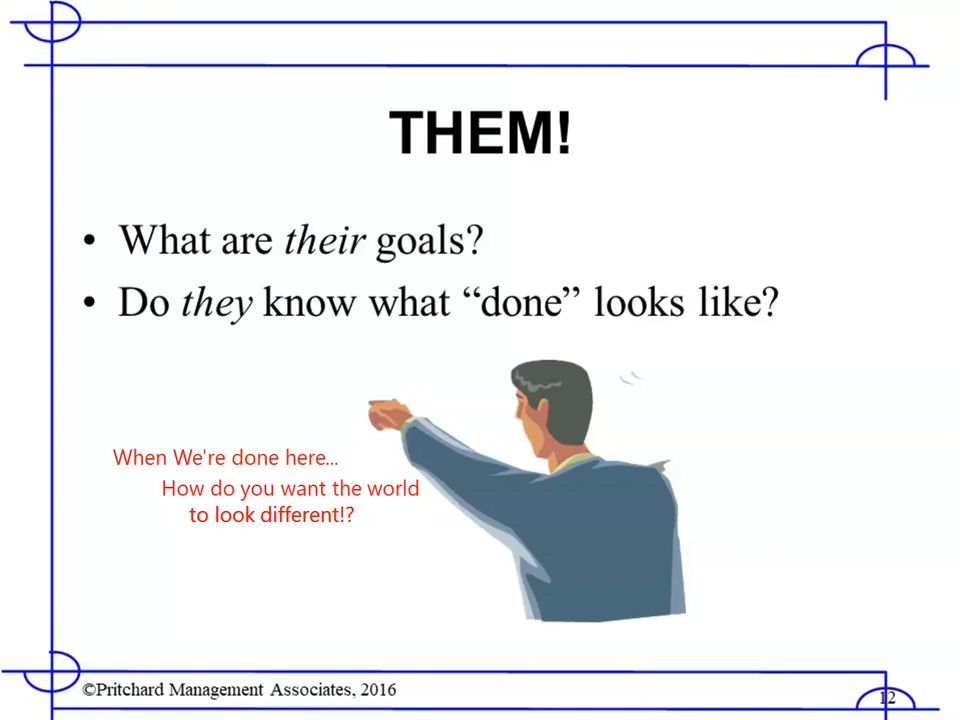 THEM!
• What are their goals?
• Do they know what “done” looks like?
When We're done here...
How do you want the world
to look different!?
©Pritchard Management Associates, 2016
12